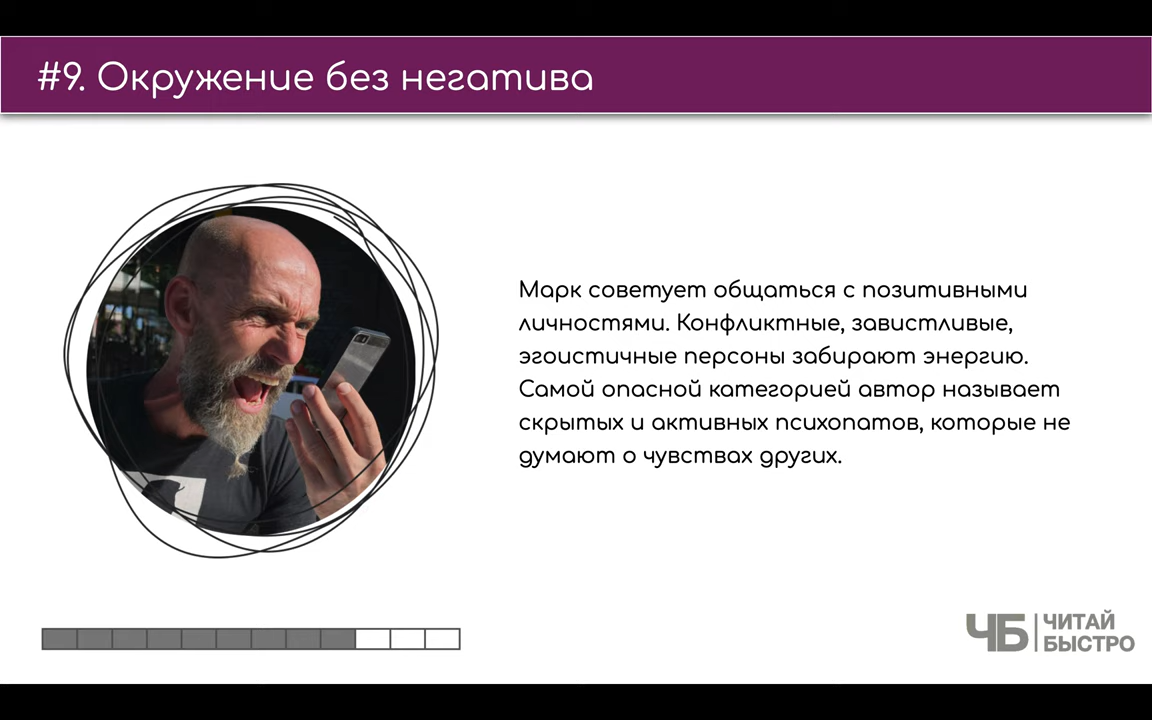 #9. Окружение без негатива
Марк советует общаться с позитивными
личностями. Конфликтные, завистливые,
эгоистичные персоны забирают энергию.
Самой опасной категорией автор называет
скрытых и активных психопатов, которые не
думают о чувствах других.
ЧБ
ЧИТАЙ
БЫСТРО